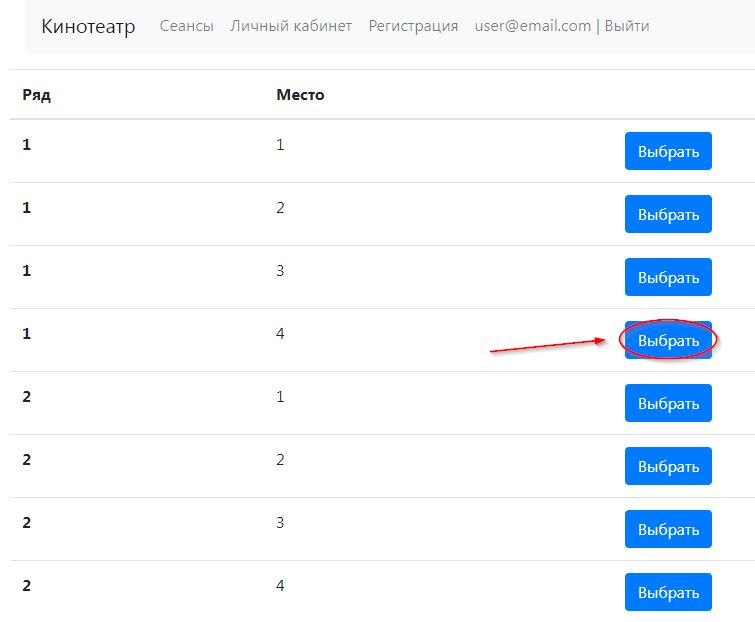 Кинотеатр Сеансы Личный кабинет Регистрация user@email.com | Выйти
Ряд Место
1 1 Выбрать
1 2 Выбрать
1 3 Выбрать
1 4 Выбрать
2 1 Выбрать
2 2 Выбрать
2 3 Выбрать
2 4 Выбрать